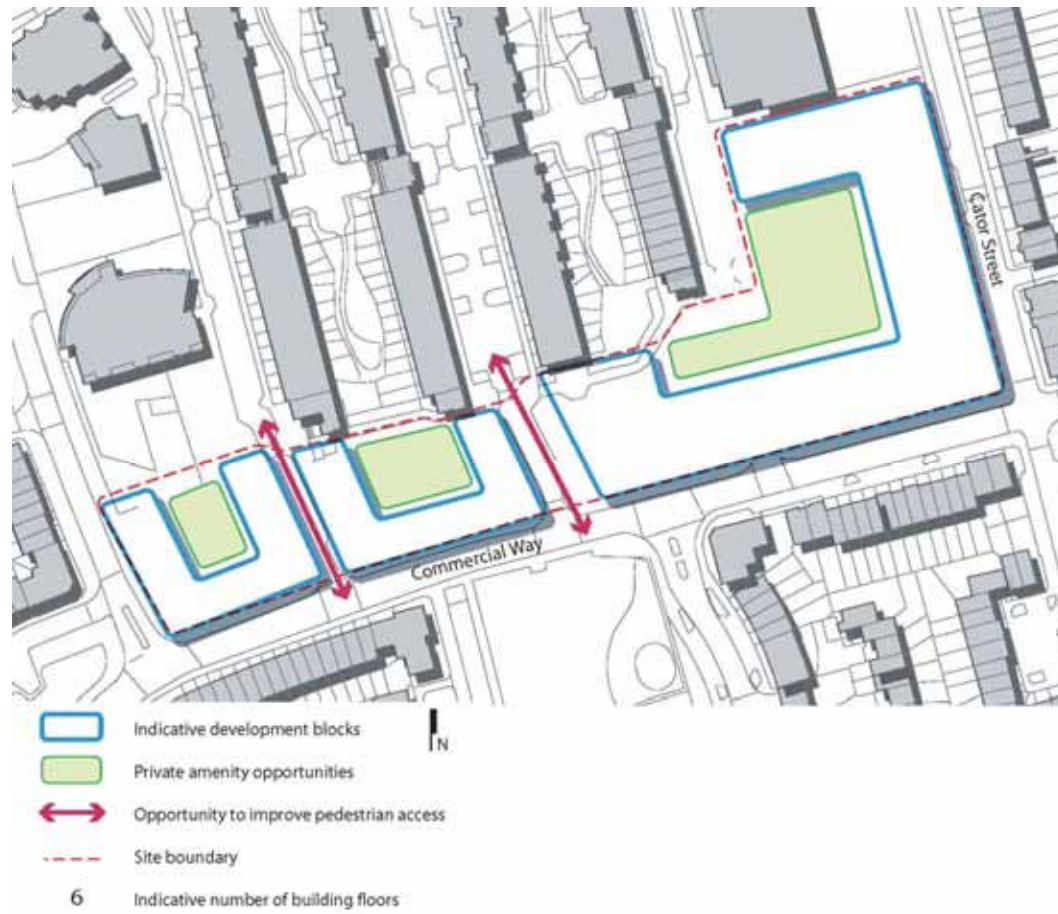 Cator Street
Commercial Way
Indicative development blocks
N
Private amenity opportunities
Opportunity to improve pedestrian access
Site boundary
6 Indicative number of building floors